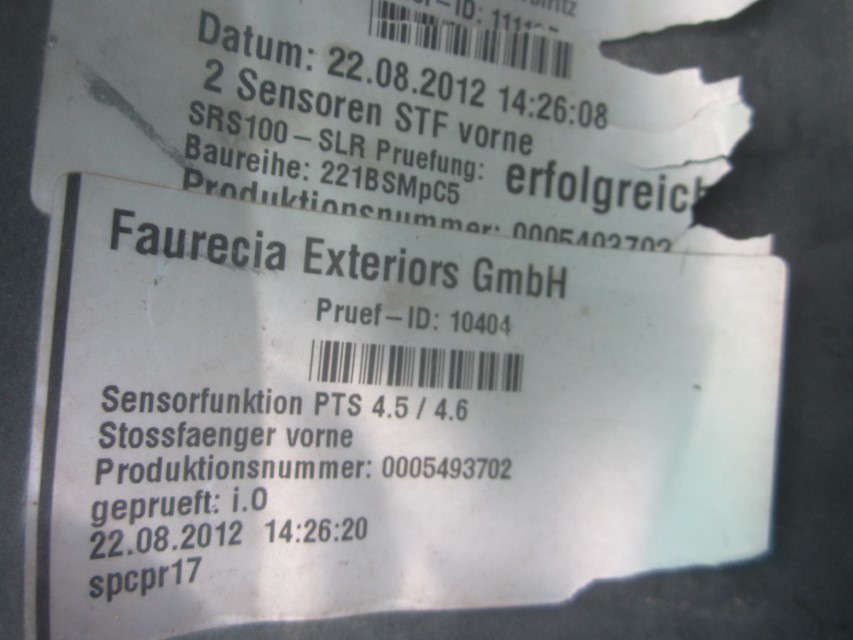 Datum: 22.08.2012 14:26:08
2 Sensoren STF vorne
SRS100-SLR Pruefung: erfolgreich
Baureihe: 221BSMpC5
Produktionsnummer:
Faurecia Exteriors GmbH
Pruef-ID: 10404
Sensorfunktion PTS 4.5 / 4.6
Stossfaenger vorne
Produktionsnummer: 0005493702
geprueft: i.O
22.08.2012 14:26:20
spcpr17